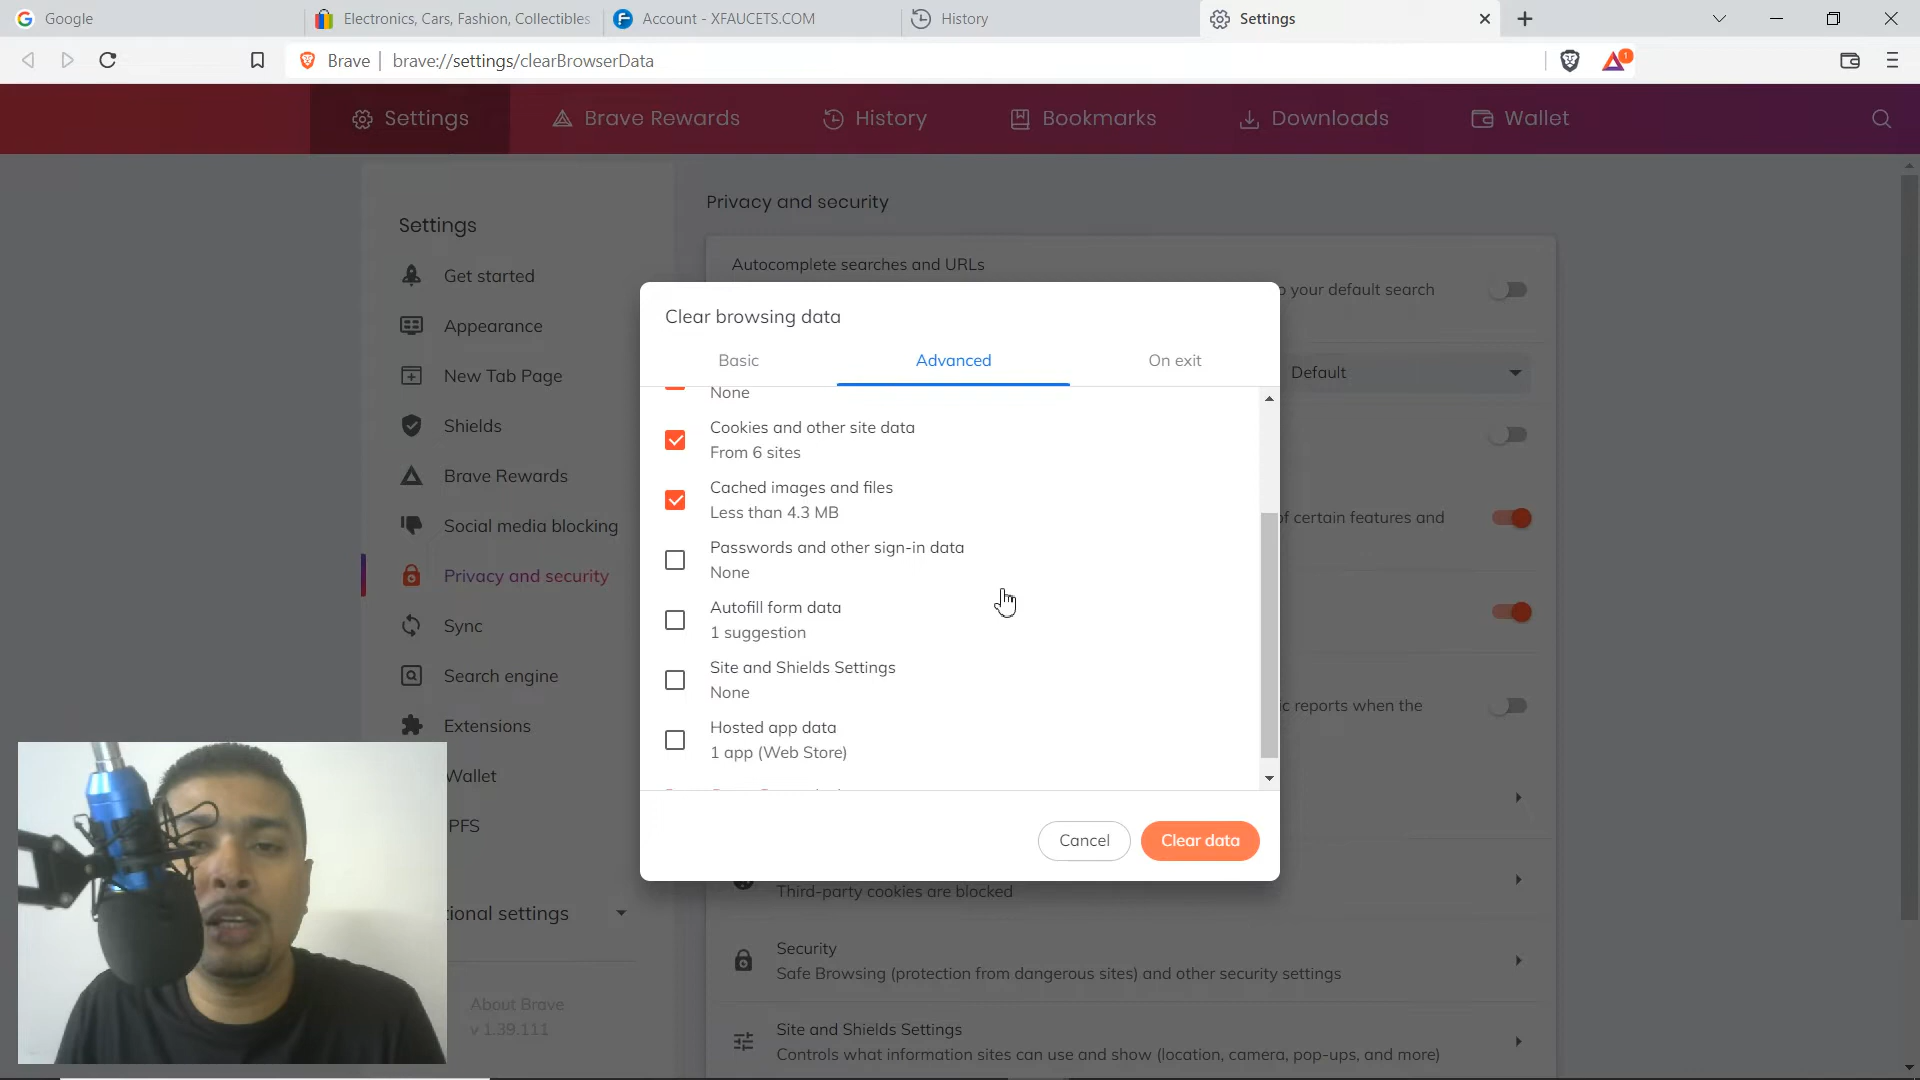 Google
Electronics, Cars, Fashion, Collectibles
Account - XFAUCETS.COM
History
Settings
Brave
brave://settings/clearBrowserData
1
Settings
Brave Rewards
History
Bookmarks
Downloads
Wallet
Settings
Get started
Appearance
New Tab Page
Shields
Brave Rewards
Social media blocking
Privacy and security
Sync
Search engine
Extensions
Wallet
PFS
ional settings
About Brave
v 1.39.111
Privacy and security
Autocomplete searches and URLs
o your default search
Default
of certain features and
c reports when the
Third-party cookies are blocked
Security
Safe Browsing (protection from dangerous sites) and other security settings
Site and Shields Settings
Controls what information sites can use and show (location, camera, pop-ups, and more)
Clear browsing data
Basic
Advanced
On exit
None
Cookies and other site data
From 6 sites
Cached images and files
Less than 4.3 MB
Passwords and other sign-in data
None
Autofill form data
1 suggestion
Site and Shields Settings
None
Hosted app data
1 app (Web Store)
Cancel
Clear data